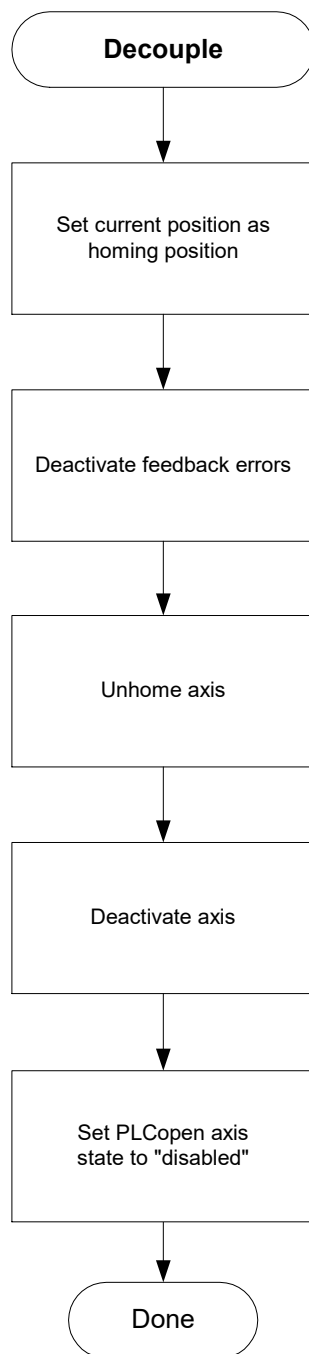 Decouple
Set current position as
homing position
Deactivate feedback errors
Unhome axis
Deactivate axis
Set PLCopen axis
state to "disabled"
Done